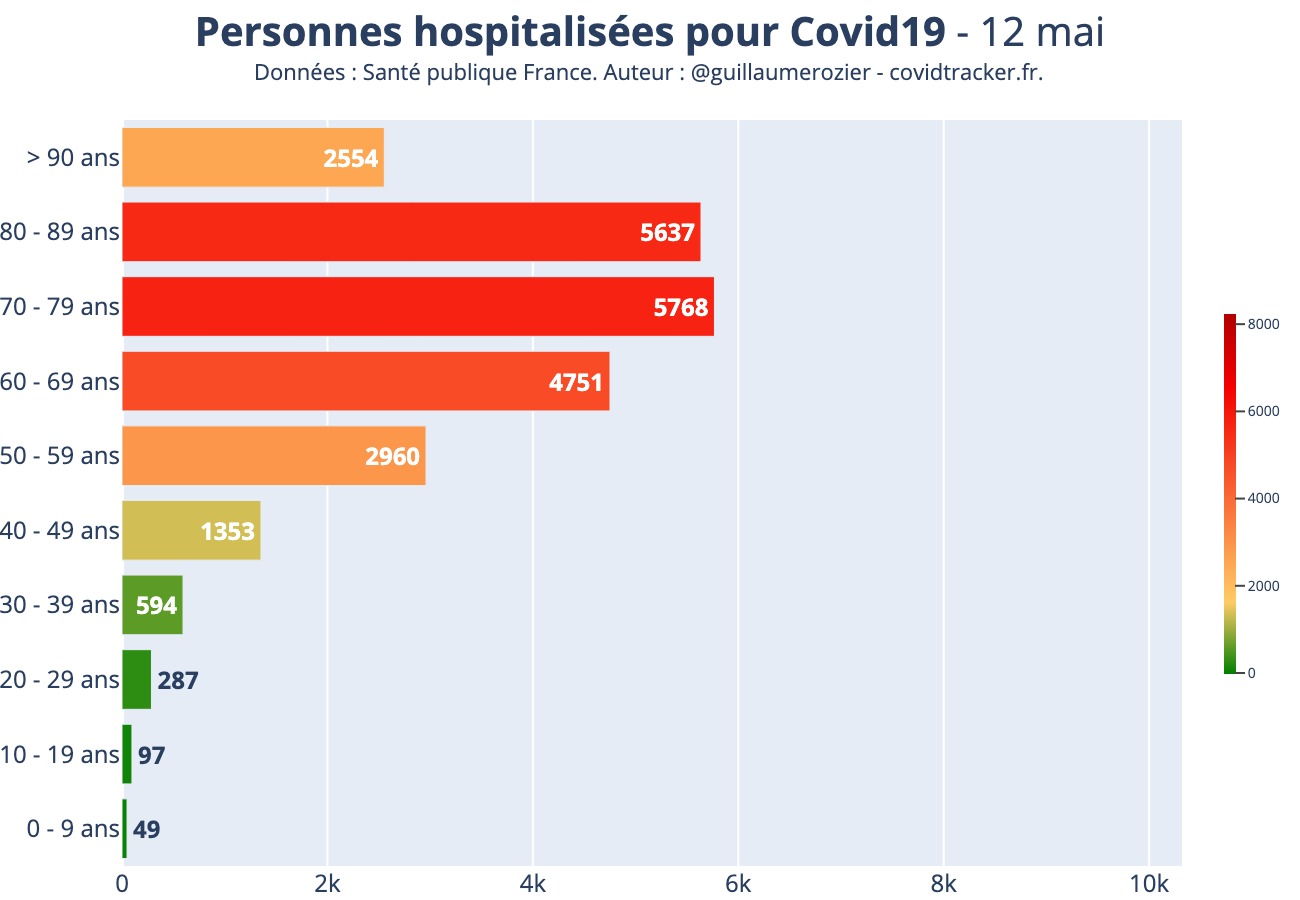 Personnes hospitalisées pour Covid19 - 12 mai
Données : Santé publique France. Auteur : @guillaumerozier - covidtracker.fr.
> 90 ans 2554
80 - 89 ans 5637
70 - 79 ans 5768
60 - 69 ans 4751
50 - 59 ans 2960
40 - 49 ans 1353
30 - 39 ans 594
20 - 29 ans 287
10 - 19 ans 97
0 - 9 ans 49
0 2k 4k 6k 8k 10k
8000
6000
4000
2000
0